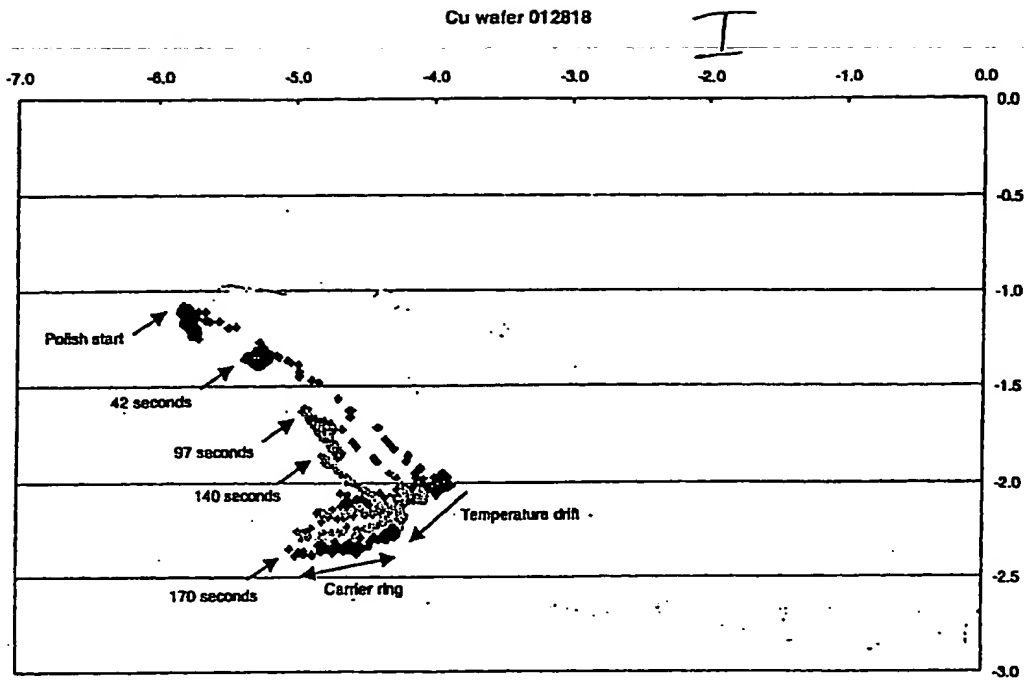 Cu wafer 012818
I
-7.0 -6.0 -5.0 -4.0 -3.0 -2.0 -1.0 0.0
0.0
-0.5
-1.0
Polish start
42 seconds
-1.5
97 seconds
140 seconds
-2.0
Temperature drift
170 seconds
Carrier ring
-2.5
-3.0